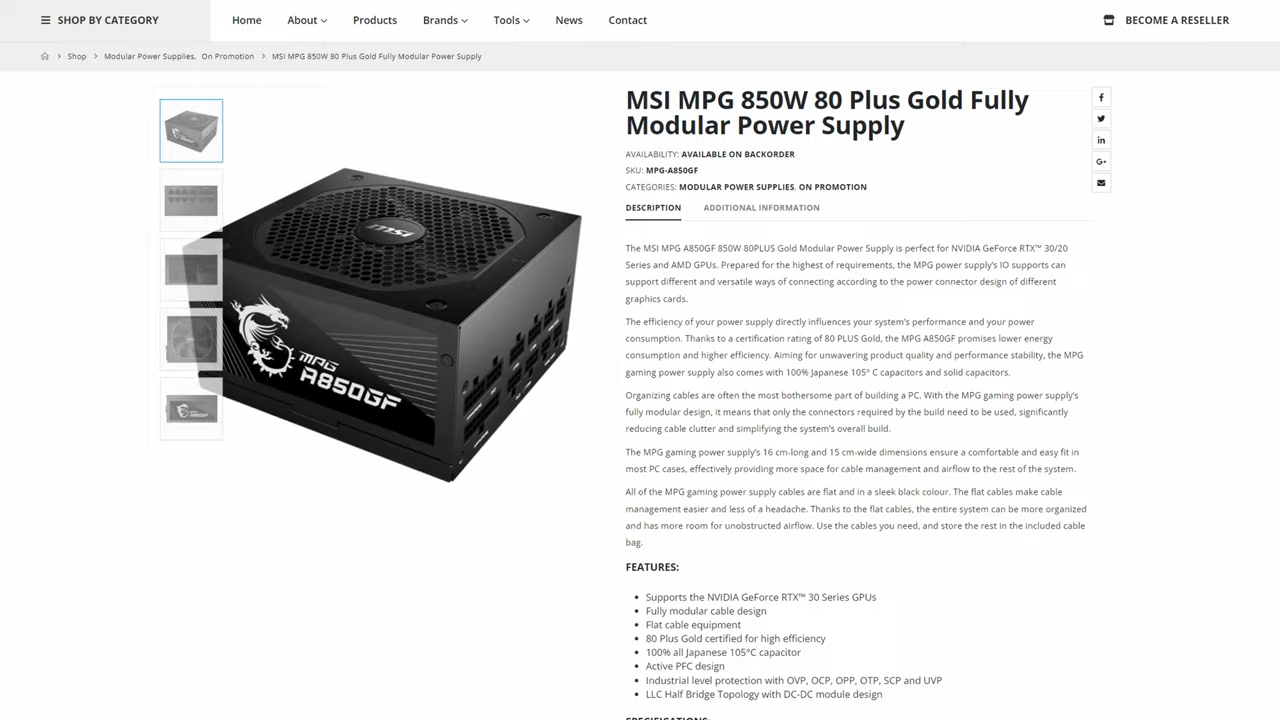 SHOP BY CATEGORY
Home
About
Products
Brands
Tools
News
Contact
BECOME A RESELLER
Shop
Modular Power Supplies, On Promotion
MSI MPG 850W 80 Plus Gold Fully Modular Power Supply
MSI MPG 850W 80 Plus Gold Fully
Modular Power Supply
AVAILABILITY: AVAILABLE ON BACKORDER
SKU: MPG-A850GF
CATEGORIES: MODULAR POWER SUPPLIES, ON PROMOTION
DESCRIPTION
ADDITIONAL INFORMATION
The MSI MPG A850GF 850W 80PLUS Gold Modular Power Supply is perfect for NVIDIA GeForce RTX™ 30/20
Series and AMD GPUs. Prepared for the highest of requirements, the MPG power supply's IO supports can
support different and versatile ways of connecting according to the power connector design of different
graphics cards.
The efficiency of your power supply directly influences your system's performance and your power
consumption. Thanks to a certification rating of 80 PLUS Gold, the MPG A850GF promises lower energy
consumption and higher efficiency. Aiming for unwavering product quality and performance stability, the MPG
gaming power supply also comes with 100% Japanese 105° C capacitors and solid capacitors.
Organizing cables are often the most bothersome part of building a PC. With the MPG gaming power supply's
fully modular design, it means that only the connectors required by the build need to be used, significantly
reducing cable clutter and simplifying the system's overall build.
The MPG gaming power supply's 16 cm-long and 15 cm-wide dimensions ensure a comfortable and easy fit in
most PC cases, effectively providing more space for cable management and airflow to the rest of the system.
All of the MPG gaming power supply cables are flat and in a sleek black colour. The flat cables make cable
management easier and less of a headache. Thanks to the flat cables, the entire system can be more organized
and has more room for unobstructed airflow. Use the cables you need, and store the rest in the included cable
bag.
FEATURES:
Supports the NVIDIA GeForce RTX™ 30 Series GPUs
Fully modular cable design
Flat cable equipment
80 Plus Gold certified for high efficiency
100% all Japanese 105°C capacitor
Active PFC design
Industrial level protection with OVP, OCP, OPP, OTP, SCP and UVP
LLC Half Bridge Topology with DC-DC module design
SPECIFICATIONS:
msi
MPG
A850GF